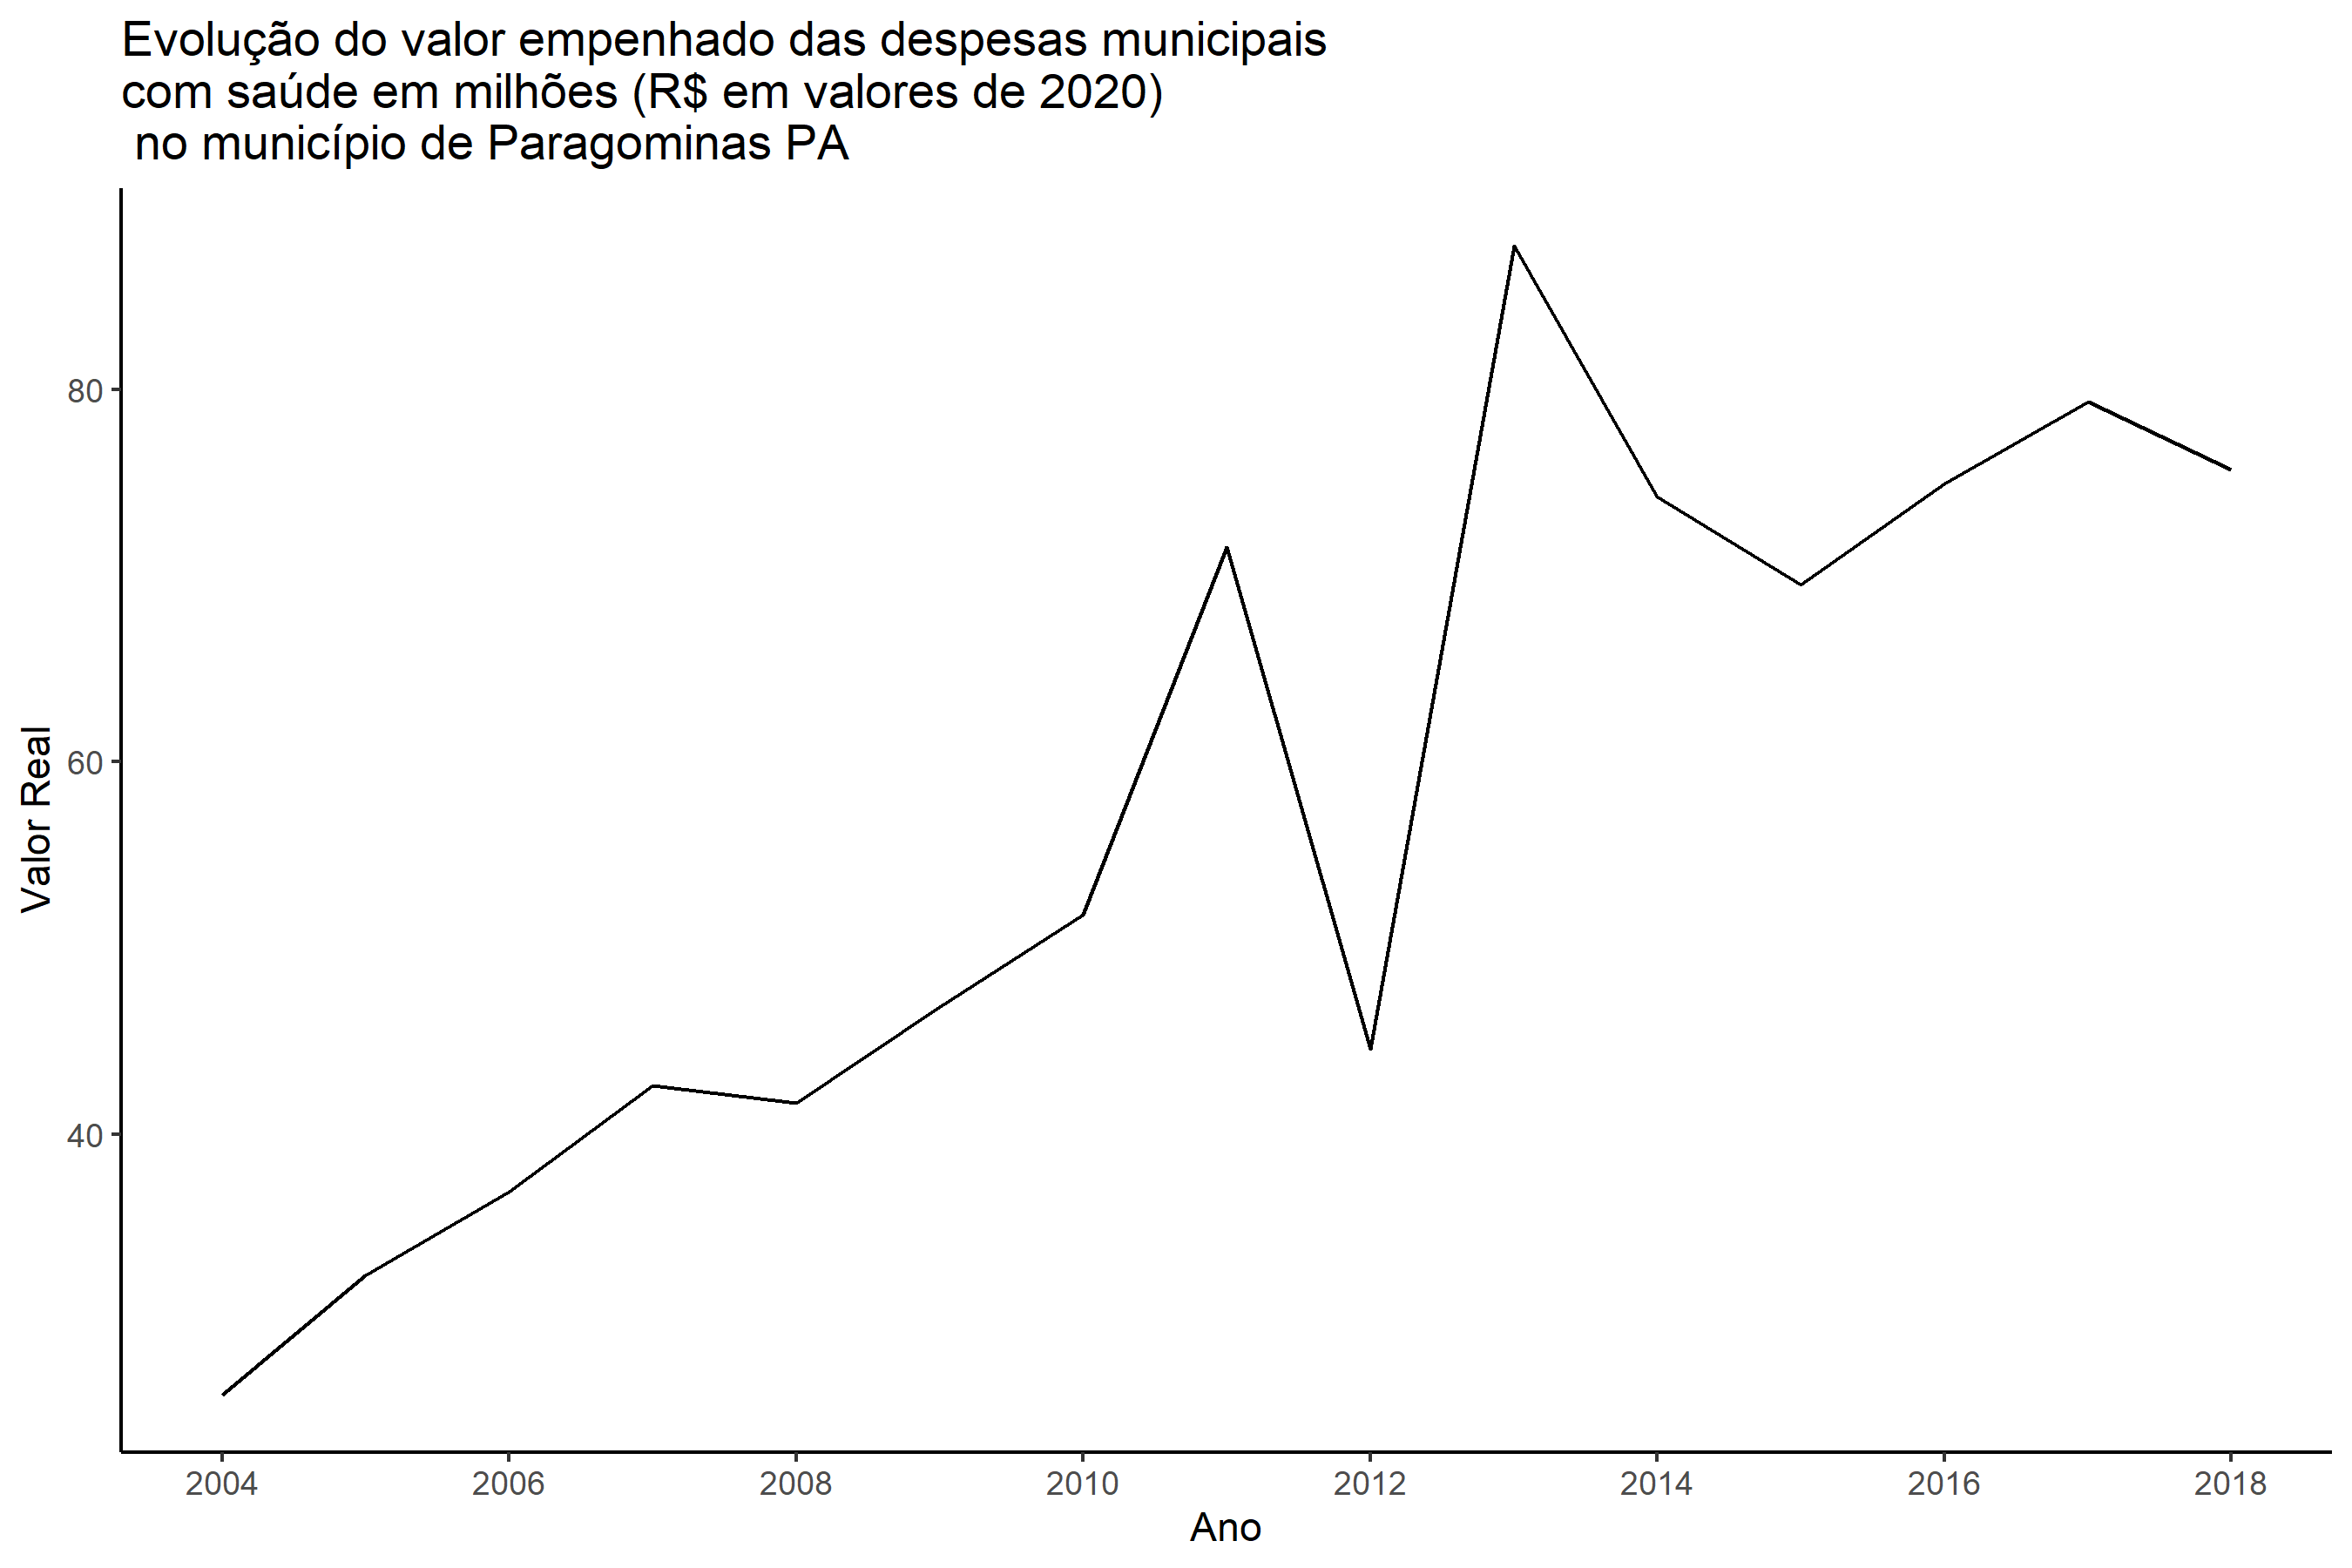 Evolução do valor empenhado das despesas municipais
com saúde em milhões (R$ em valores de 2020)
no município de Paragominas PA
Valor Real
80
60
40
2004 2006 2008 2010 2012 2014 2016 2018
Ano